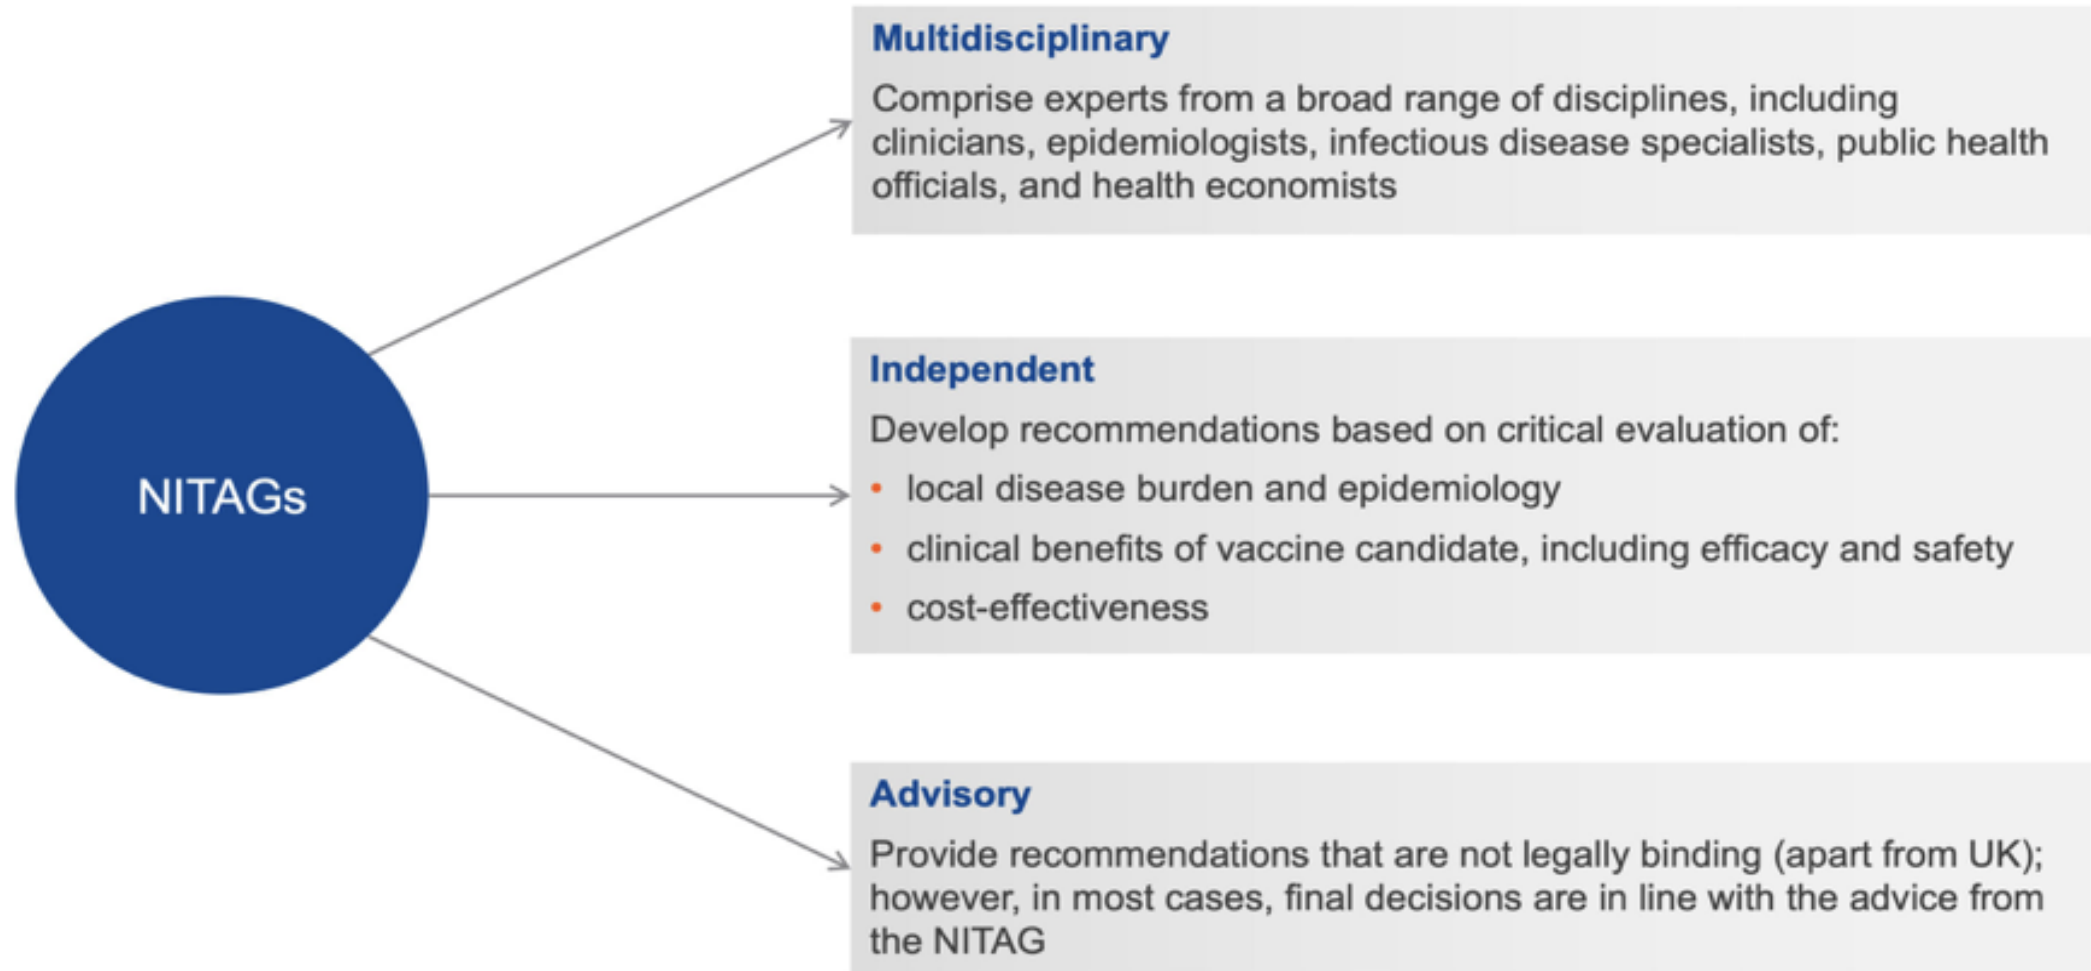 Multidisciplinary
Comprise experts from a broad range of disciplines, including
clinicians, epidemiologists, infectious disease specialists, public health
officials, and health economists
NITAGs
Independent
Develop recommendations based on critical evaluation of:
• local disease burden and epidemiology
• clinical benefits of vaccine candidate, including efficacy and safety
• cost-effectiveness
Advisory
Provide recommendations that are not legally binding (apart from UK);
however, in most cases, final decisions are in line with the advice from
the NITAG